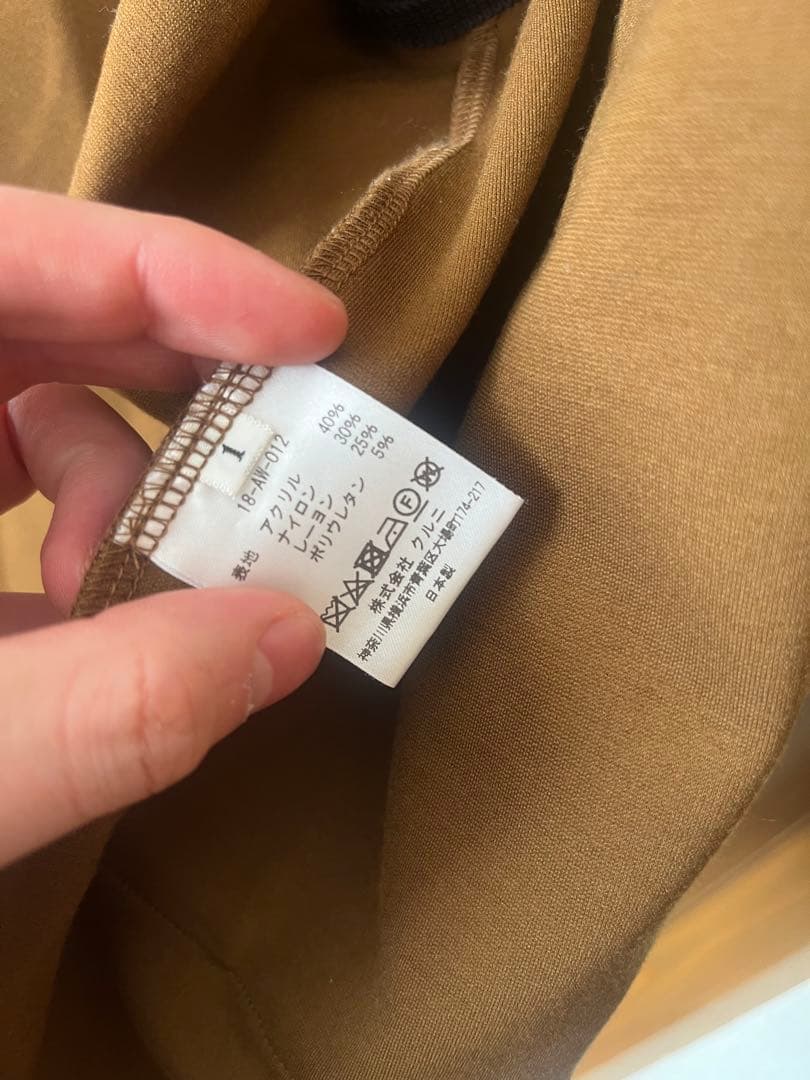 1
18-AW-012
表地
アクリル 40%
ナイロン 30%
レーヨン 25%
ポリウレタン 5%
F
株式会社 クルニ
神奈川県横浜市青葉区大場町174-217
日本製